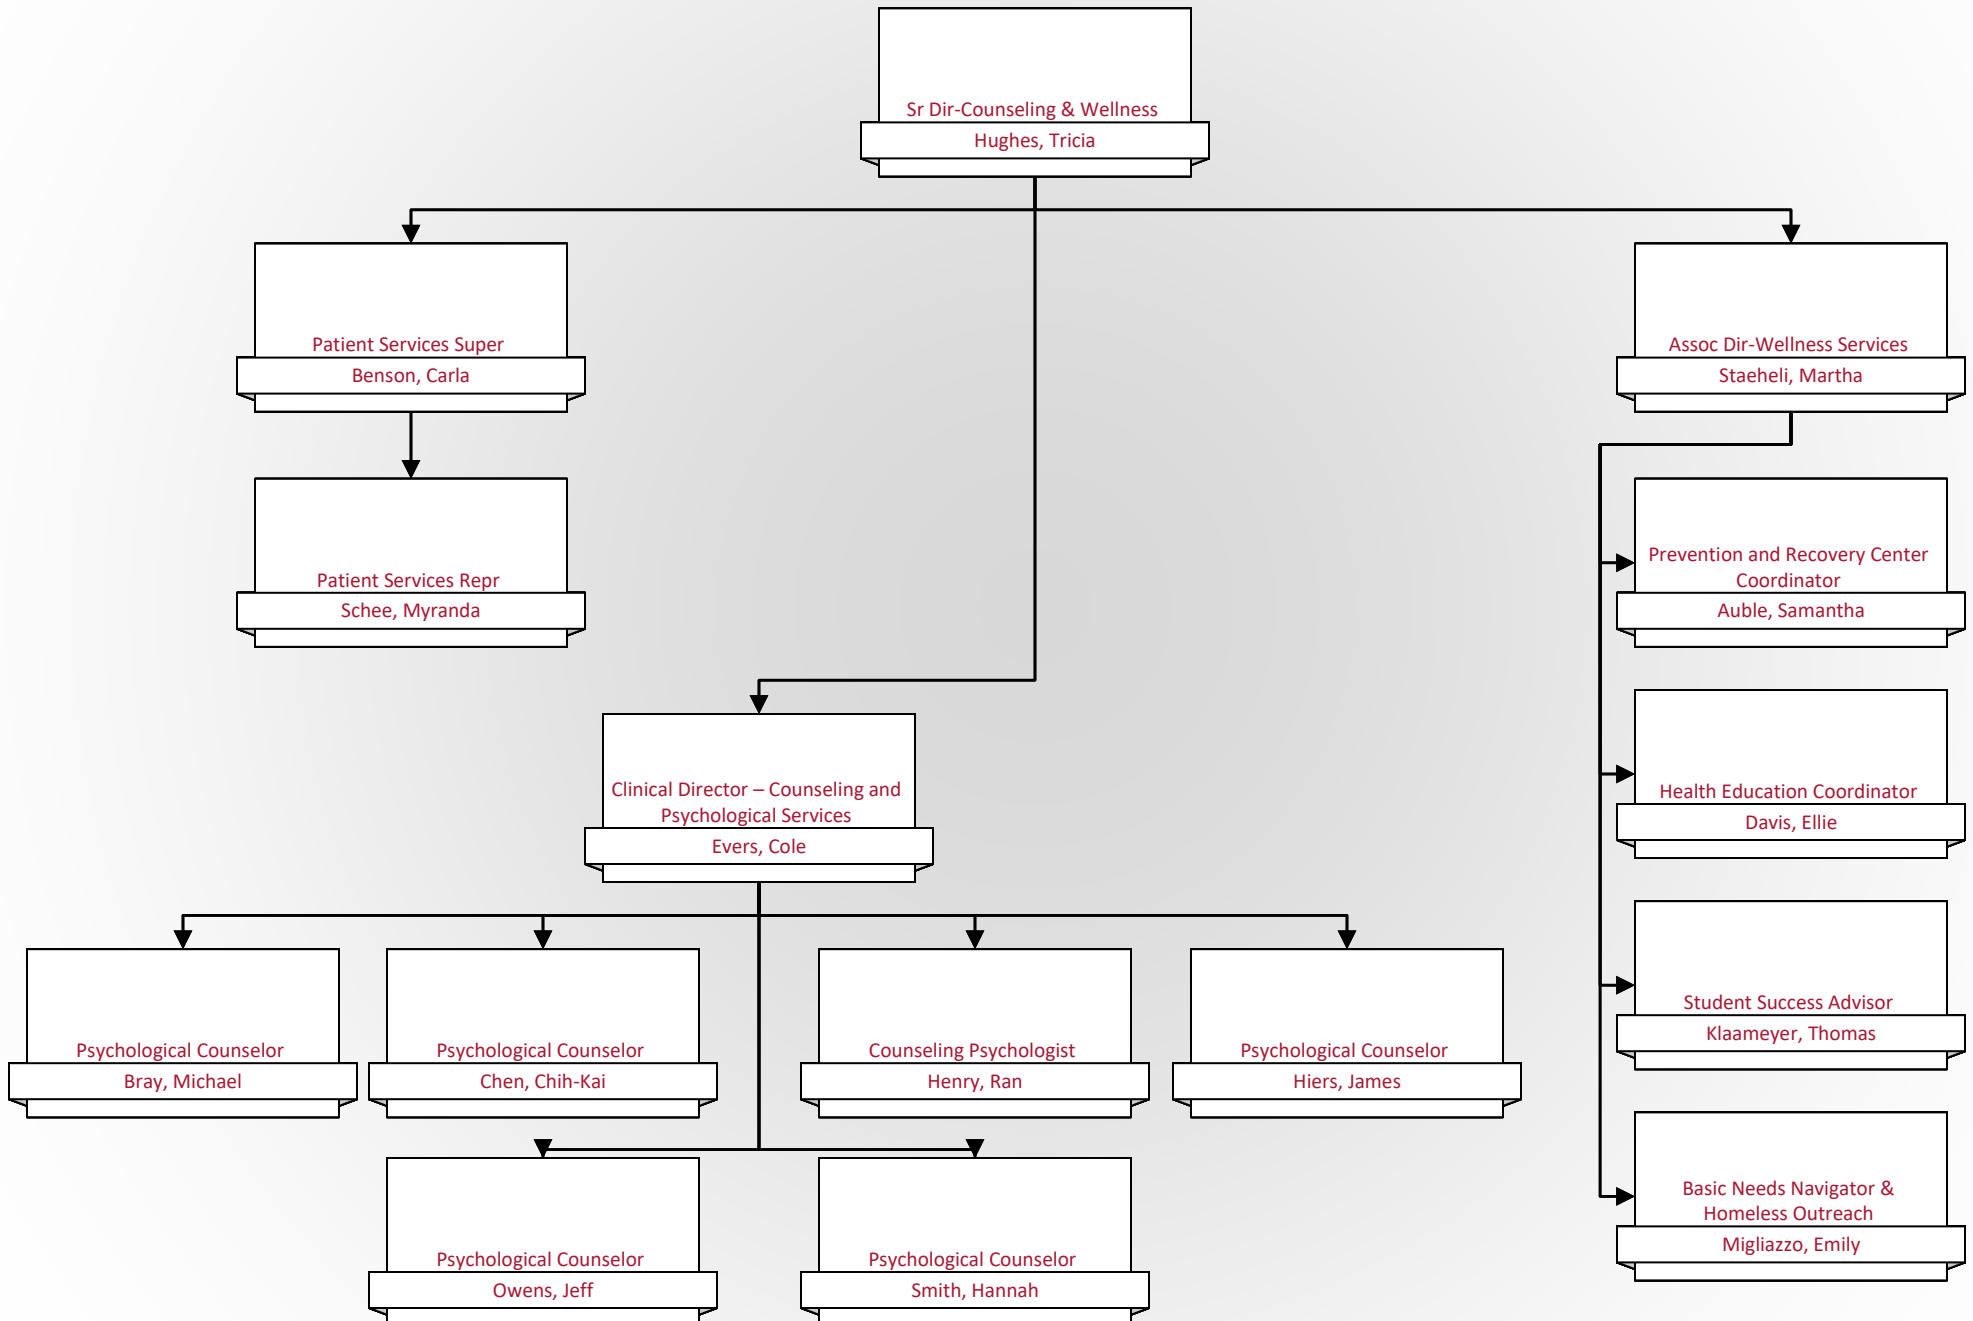 Sr Dir-Counseling & Wellness
Hughes, Tricia
Patient Services Super
Benson, Carla
Assoc Dir-Wellness Services
Staeheli, Martha
Patient Services Repr
Schee, Myranda
Prevention and Recovery Center
Coordinator
Auble, Samantha
Clinical Director – Counseling and
Psychological Services
Evers, Cole
Health Education Coordinator
Davis, Ellie
Student Success Advisor
Klaameyer, Thomas
Psychological Counselor
Bray, Michael
Psychological Counselor
Chen, Chih-Kai
Counseling Psychologist
Henry, Ran
Psychological Counselor
Hiers, James
Basic Needs Navigator &
Homeless Outreach
Migliazzo, Emily
Psychological Counselor
Owens, Jeff
Psychological Counselor
Smith, Hannah